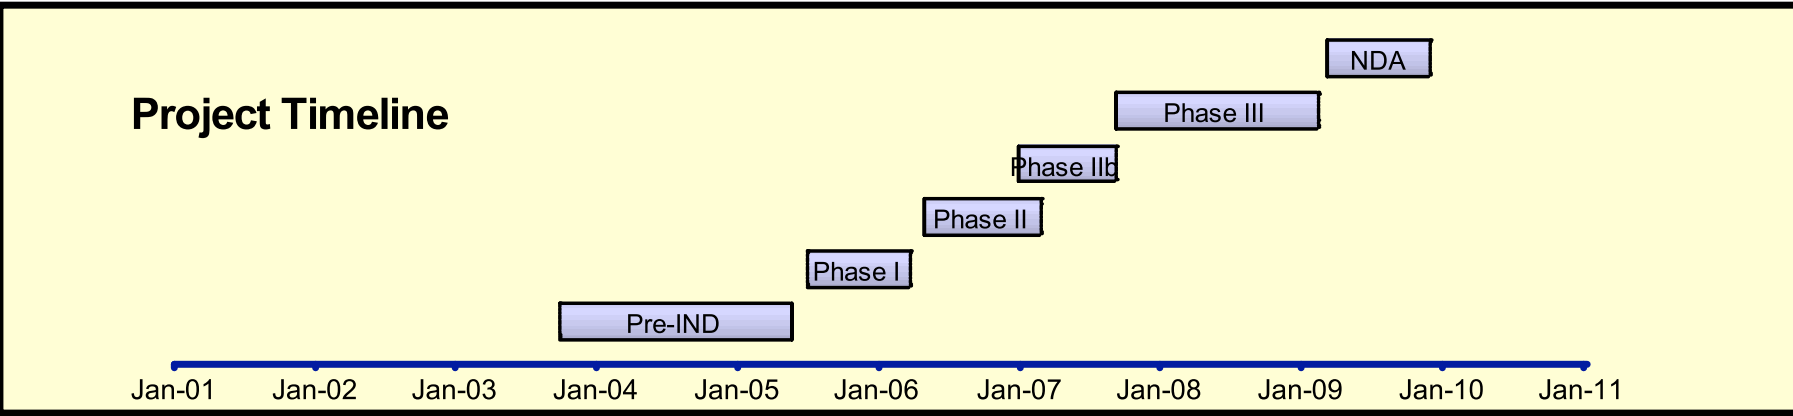 NDA
Project Timeline
Phase III
Phase IIb
Phase II
Phase I
Pre-IND
Jan-01 Jan-02 Jan-03 Jan-04 Jan-05 Jan-06 Jan-07 Jan-08 Jan-09 Jan-10 Jan-11